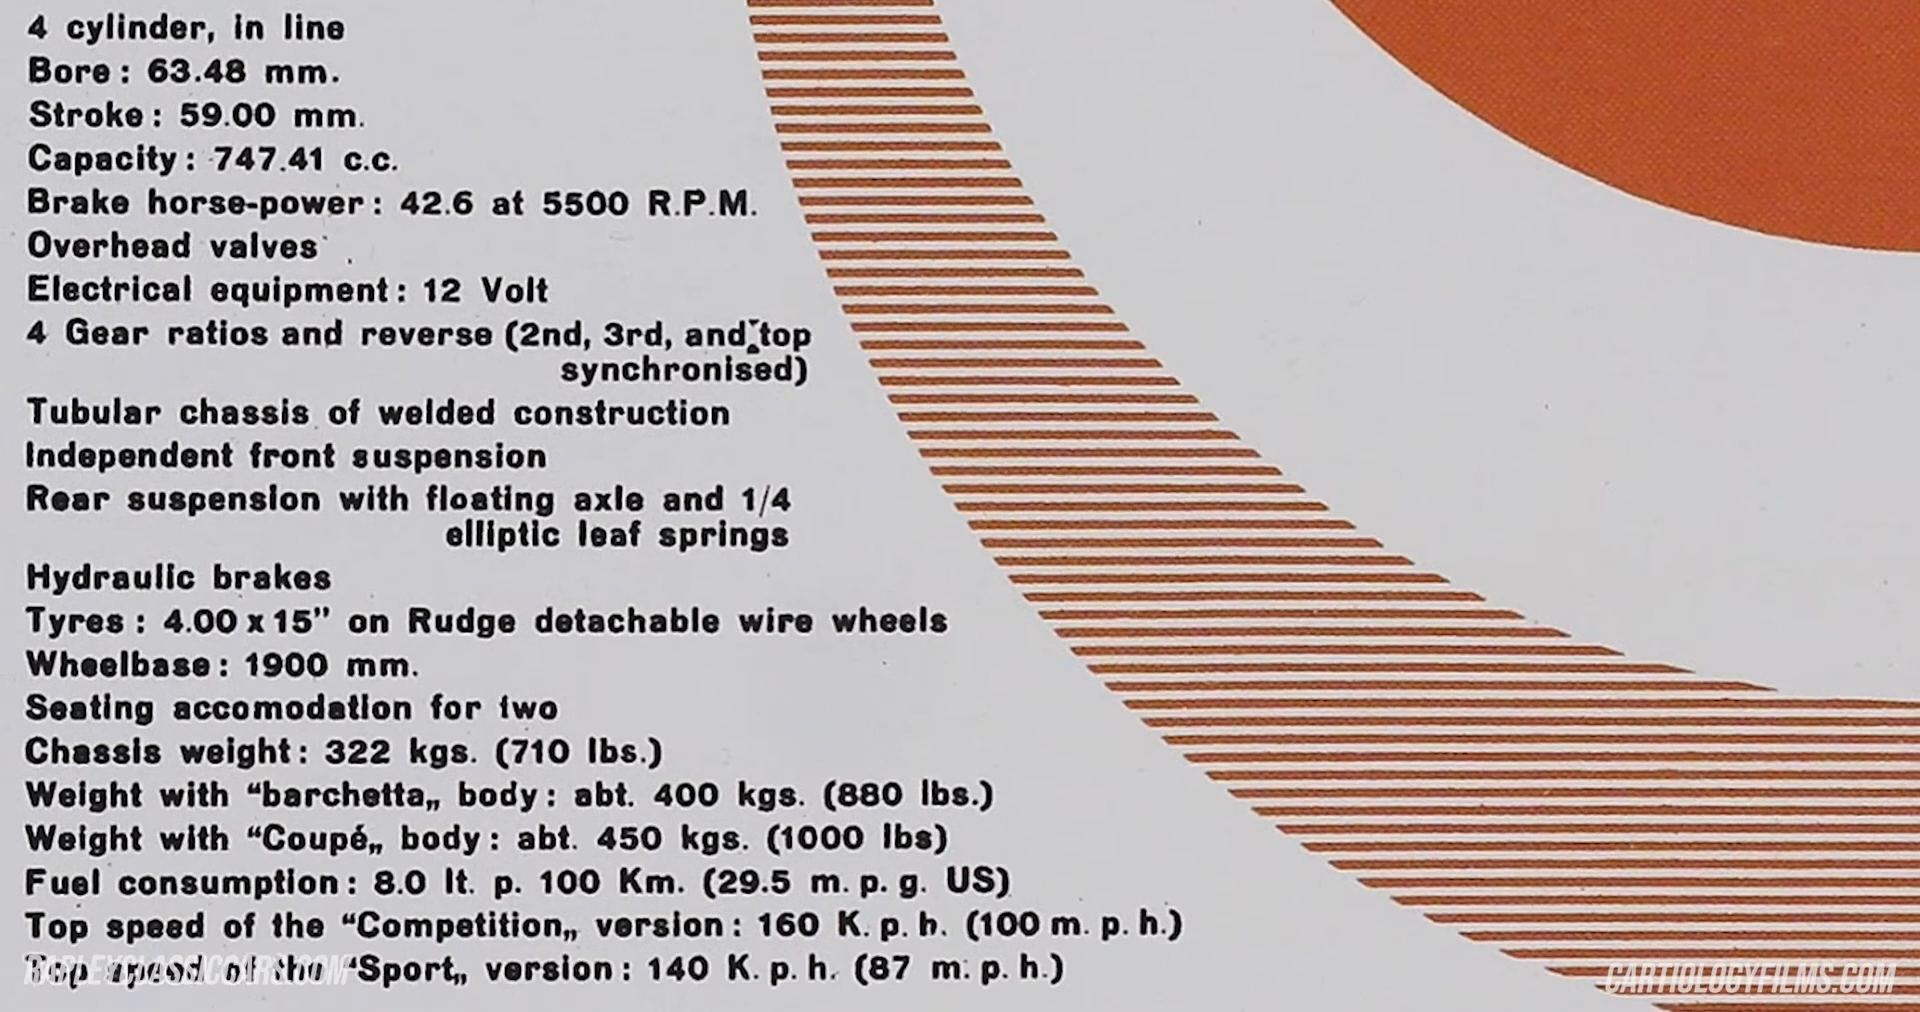 4 cylinder, in line
Bore: 63.48 mm.
Stroke: 59.00 mm.
Capacity: 747.41 c.c.
Brake horse-power: 42.6 at 5500 R.P.M.
Overhead valves
Electrical equipment: 12 Volt
4 Gear ratios and reverse (2nd, 3rd, and top
synchronised)
Tubular chassis of welded construction
Independent front suspension
Rear suspension with floating axle and 1/4
elliptic leaf springs
Hydraulic brakes
Tyres: 4.00 x 15” on Rudge detachable wire wheels
Wheelbase: 1900 mm.
Seating accomodation for two
Chassis weight: 322 kgs. (710 lbs.)
Weight with “barchetta„ body: abt. 400 kgs. (880 lbs.)
Weight with “Coupé„ body: abt. 450 kgs. (1000 lbs)
Fuel consumption: 8.0 lt. p. 100 Km. (29.5 m. p. g. US)
Top speed of the “Competition„ version: 160 K. p. h. (100 m. p. h.)
Top speed of the “Sport„ version: 140 K. p. h. (87 m. p. h.)
CARTIOLOGYFILMS.COM